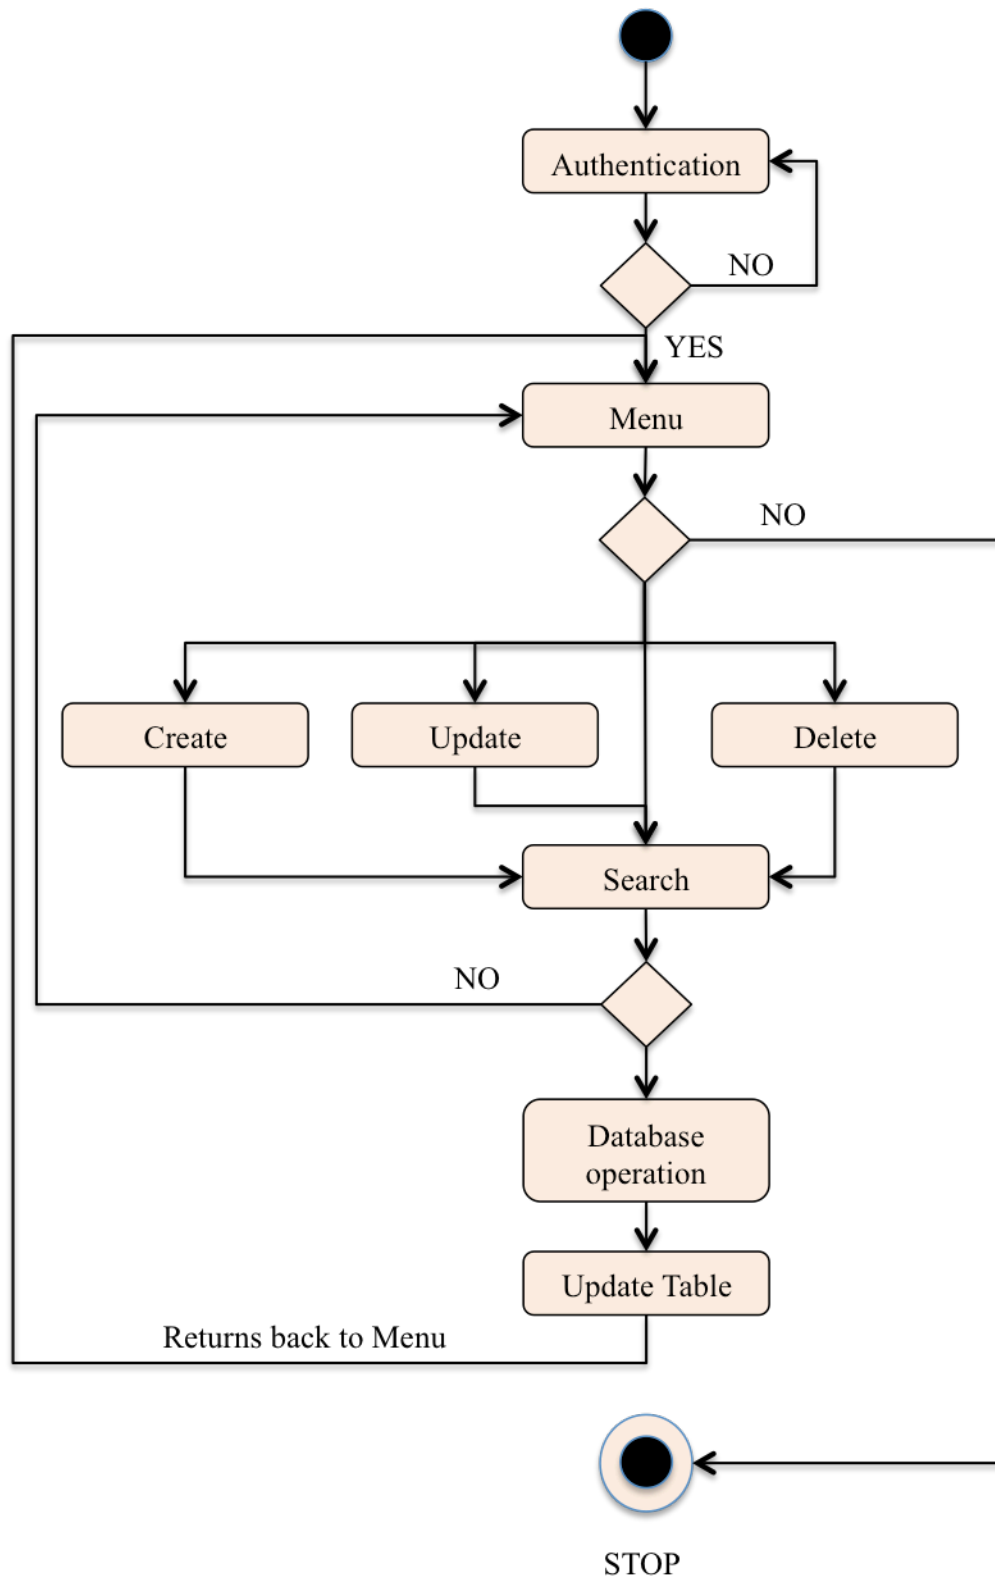 Authentication
NO
YES
Menu
NO
Create
Update
Delete
Search
NO
Database
operation
Update Table
Returns back to Menu
STOP